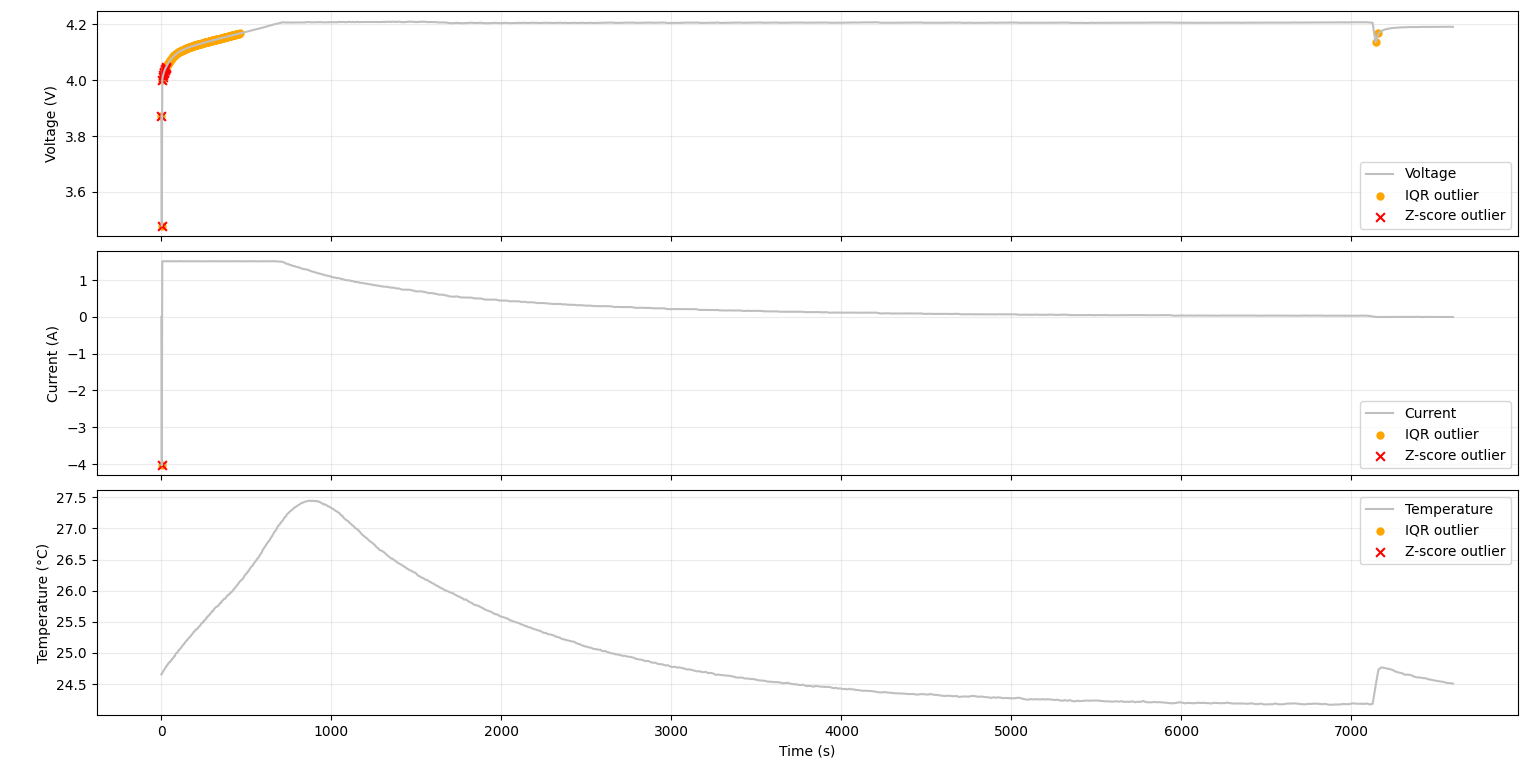 Voltage (V)
4.2
4.0
3.8
3.6
Voltage
IQR outlier
Z-score outlier
Current (A)
1
0
−1
−2
−3
−4
Current
IQR outlier
Z-score outlier
Temperature (°C)
27.5
27.0
26.5
26.0
25.5
25.0
24.5
Temperature
IQR outlier
Z-score outlier
0 1000 2000 3000 4000 5000 6000 7000
Time (s)